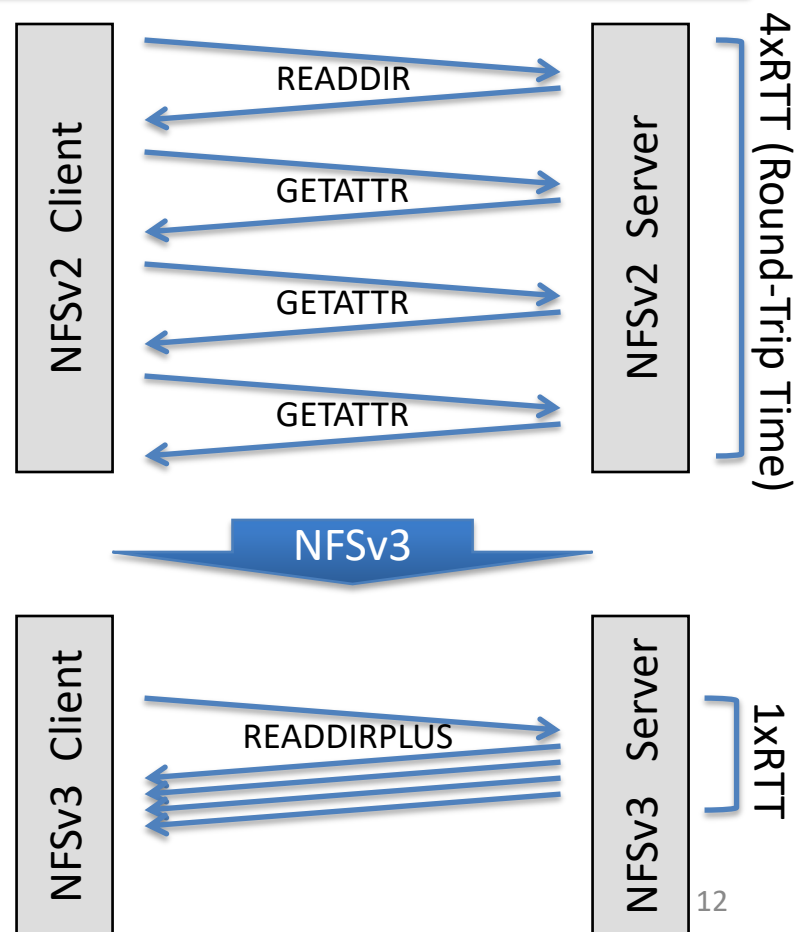 NFSv2 Client
READDIR
GETATTR
GETATTR
GETATTR
NFSv2 Server
4xRTT (Round-Trip Time)
NFSv3
NFSv3 Client
READDIRPLUS
NFSv3 Server
1xRTT
12